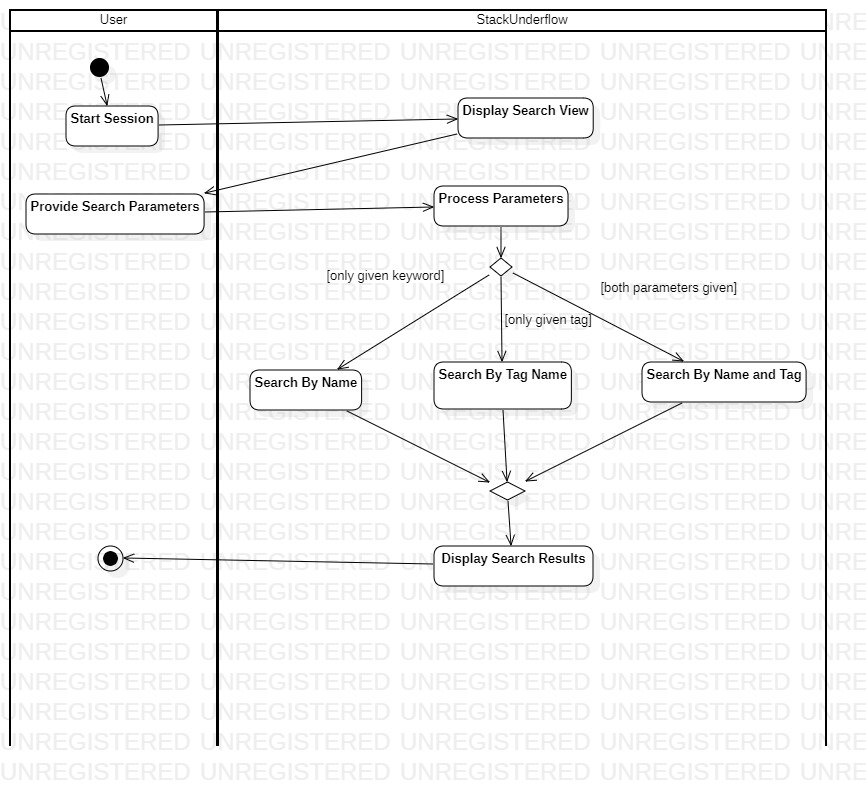 User
StackUnderflow
Start Session
Display Search View
Provide Search Parameters
Process Parameters
[only given keyword]
[both parameters given]
[only given tag]
Search By Name
Search By Tag Name
Search By Name and Tag
Display Search Results
UNREGISTERED